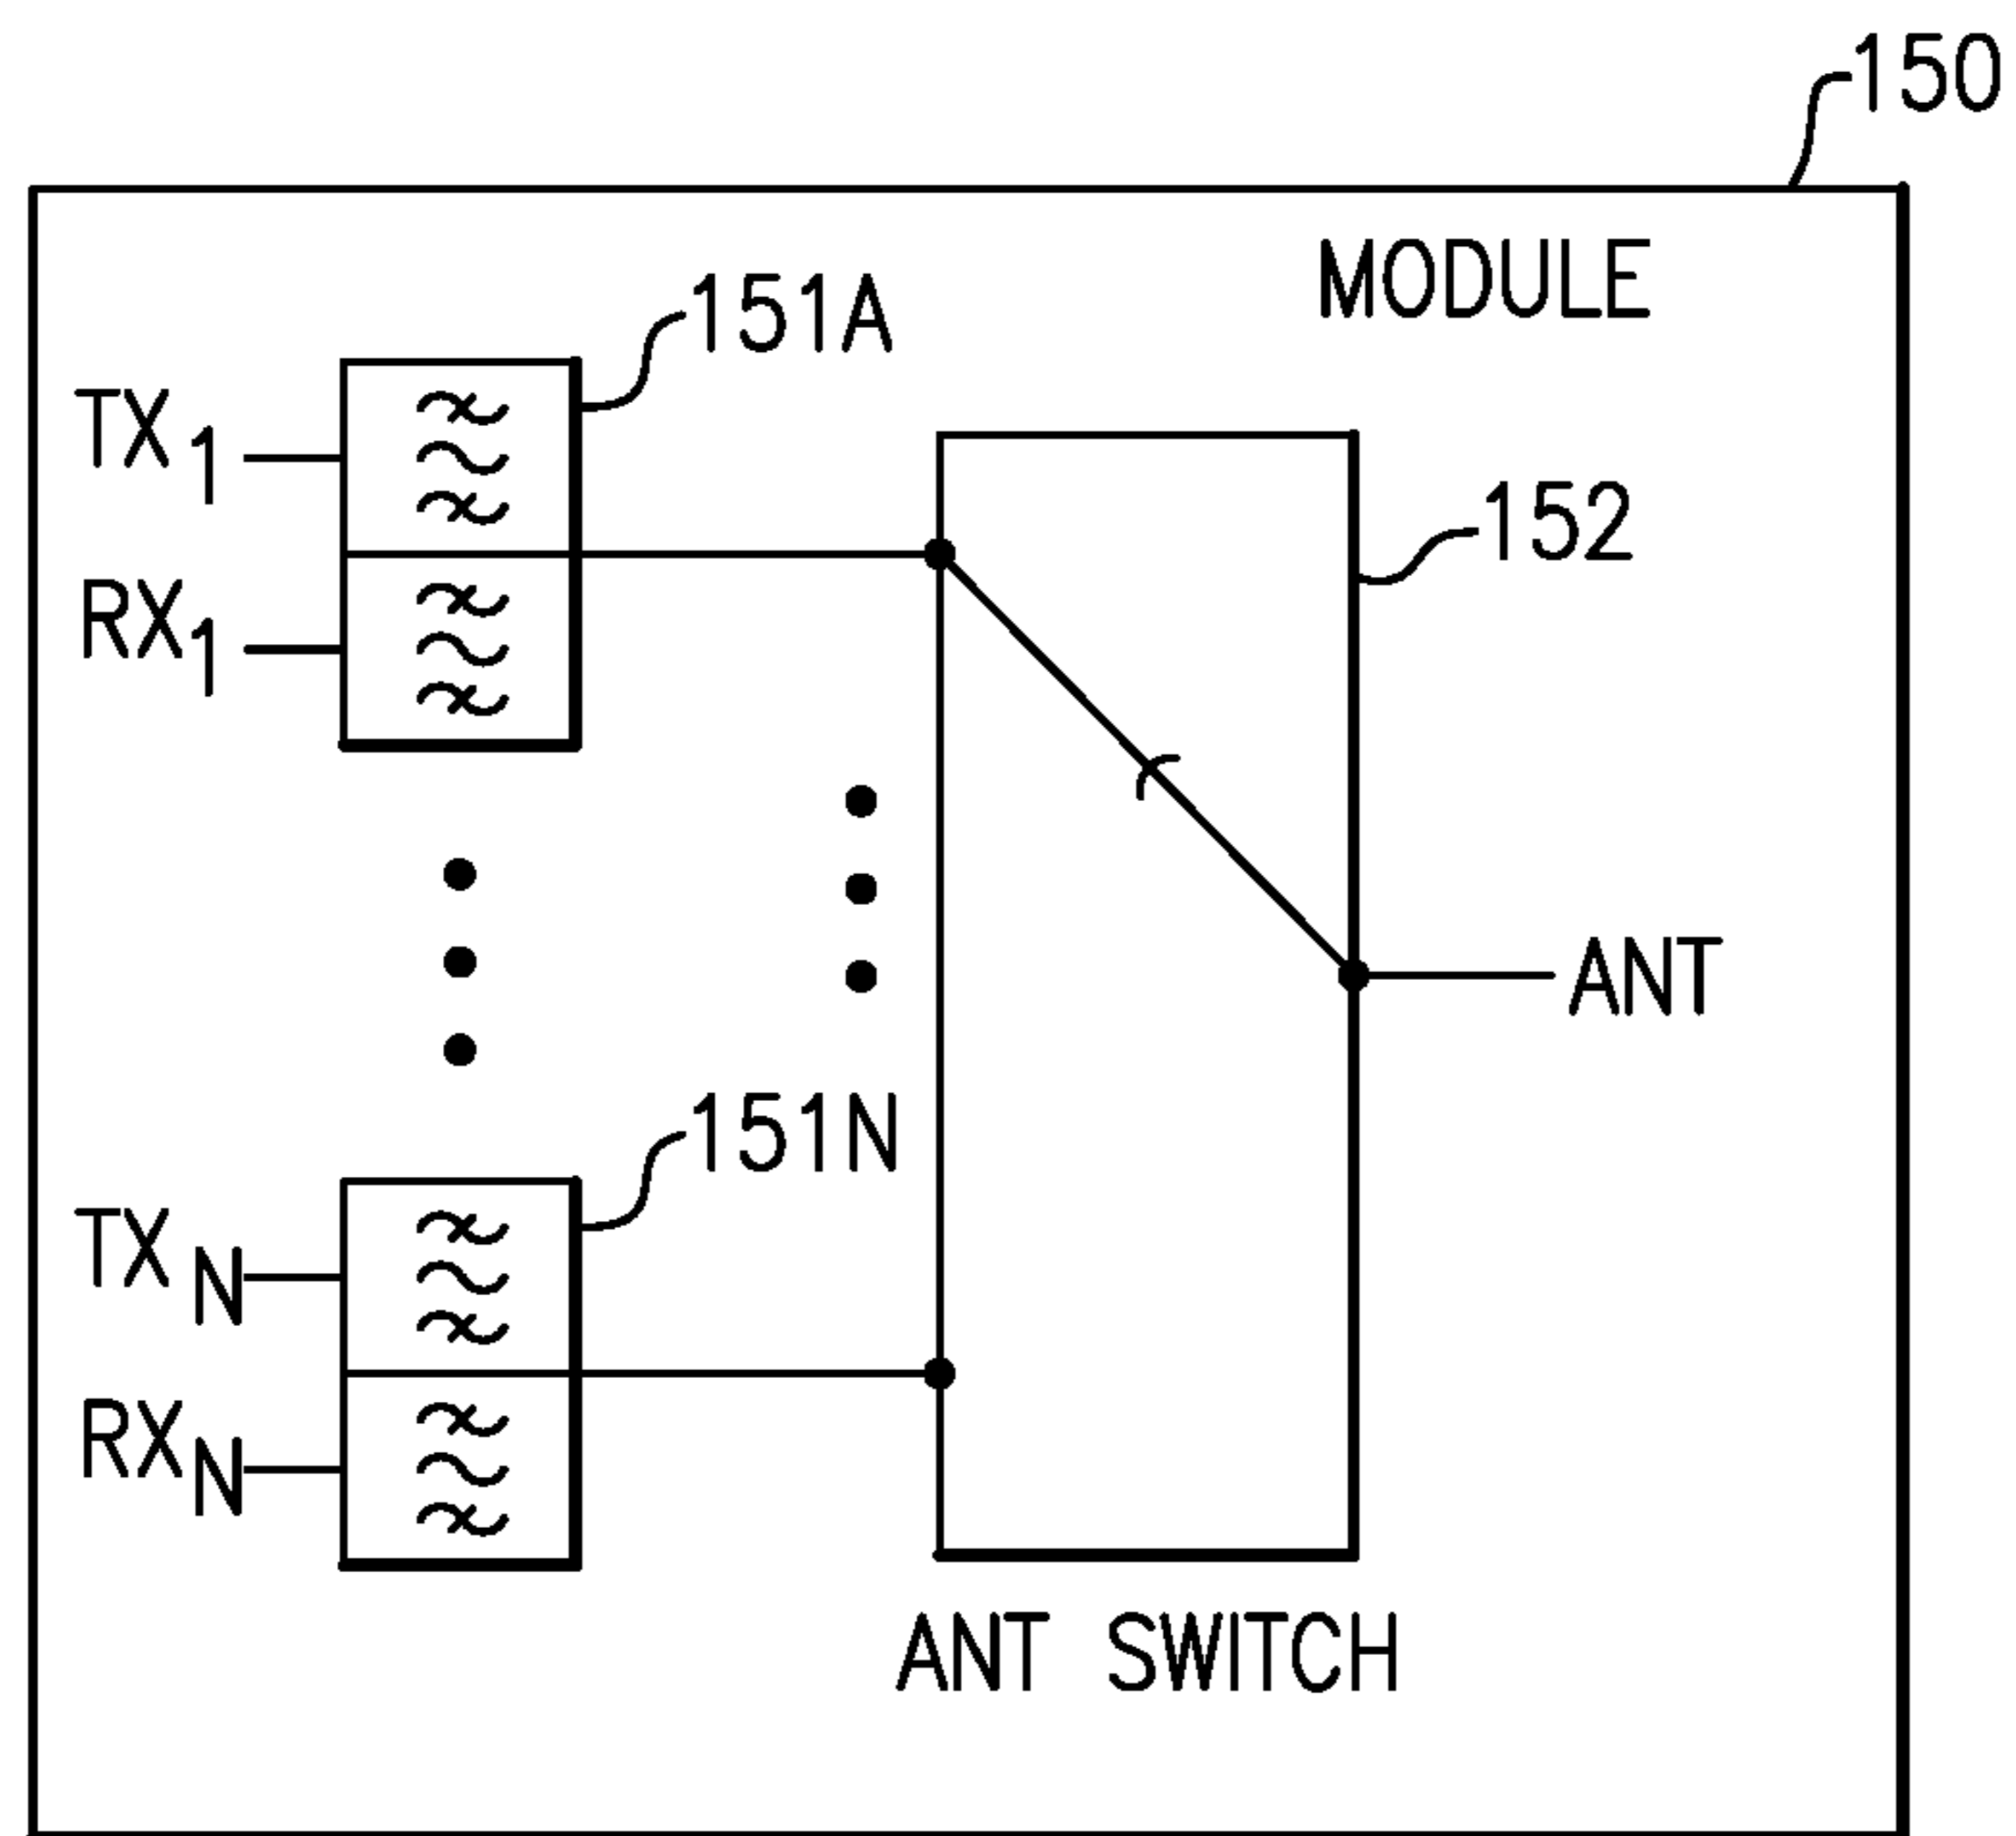 150
MODULE
151A
TX1
RX1
152
ANT
151N
TXN
RXN
ANT SWITCH